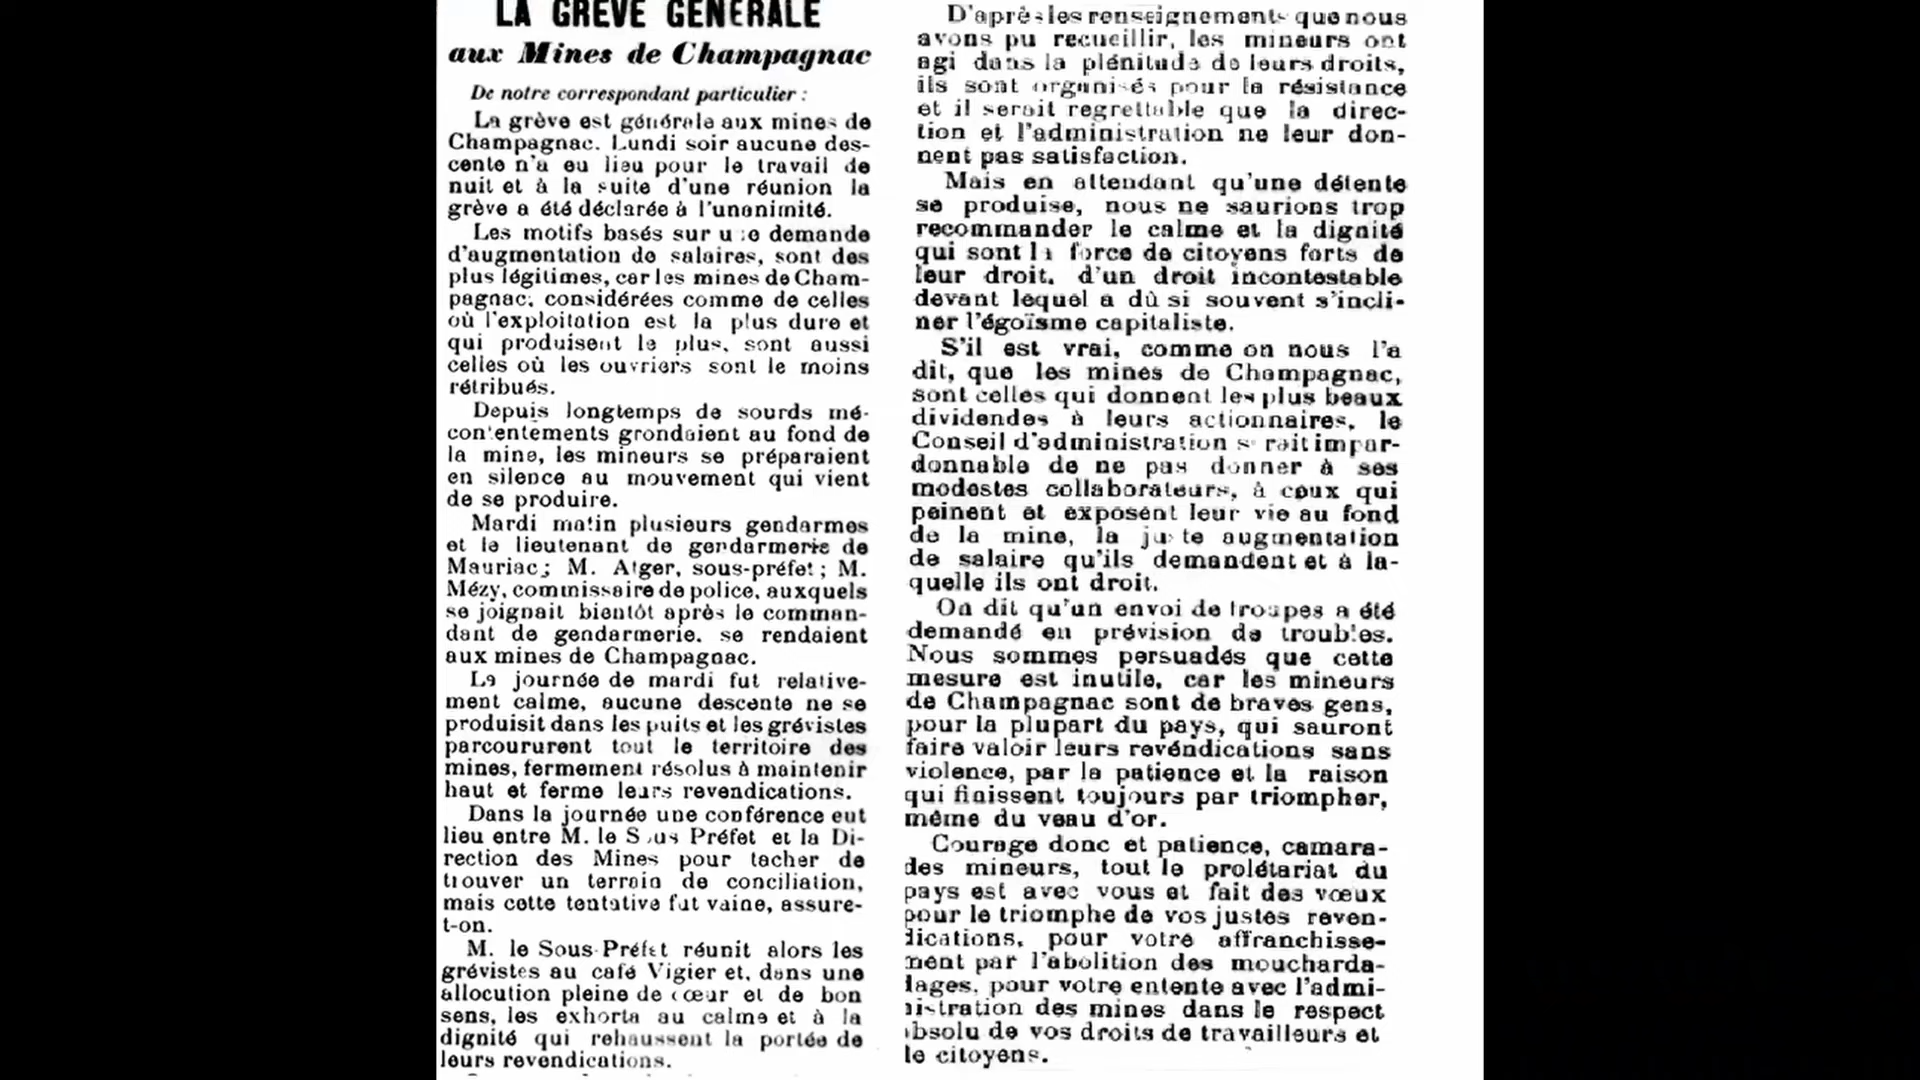 LA GRÈVE GÉNÉRALE
aux Mines de Champagnac
De notre correspondant particulier :
La grève est générale aux mines de
Champagnac. Lundi soir aucune des-
cente n'a eu lieu pour le travail de
nuit et à la suite d'une réunion la
grève a été déclarée à l'unanimité.
Les motifs basés sur une demande
d'augmentation de salaires, sont des
plus légitimes, car les mines de Cham-
pagnac, considérées comme de celles
où l'exploitation est la plus dure et
qui produisent le plus, sont aussi
celles où les ouvriers sont le moins
rétribués.
Depuis longtemps de sourds mé-
contentements grondaient au fond de
la mine, les mineurs se préparaient
en silence au mouvement qui vient
de se produire.
Mardi matin plusieurs gendarmes
et le lieutenant de gendarmerie de
Mauriac; M. Alger, sous-préfet; M.
Mézy, commissaire de police, auxquels
se joignait bientôt après le comman-
dant de gendarmerie, se rendaient
aux mines de Champagnac.
La journée de mardi fut relative-
ment calme, aucune descente ne se
produisit dans les puits et les grévistes
parcoururent tout le territoire des
mines, fermement résolus à maintenir
haut et ferme leurs revendications.
Dans la journée une conférence eut
lieu entre M. le Sous Préfet et la Di-
rection des Mines pour tacher de
trouver un terrain de conciliation,
mais cette tentative fut vaine, assure-
t-on.
M. le Sous-Préfet réunit alors les
grévistes au café Vigier et, dans une
allocution pleine de cœur et de bon
sens, les exhorta au calme et à la
dignité qui rehaussent la portée de
leurs revendications.
D'après les renseignements que nous
avons pu recueillir, les mineurs ont
agi dans la plénitude de leurs droits,
ils sont organisés pour la résistance
et il serait regrettable que la direc-
tion et l'administration ne leur don-
nent pas satisfaction.
Mais en attendant qu'une détente
se produise, nous ne saurions trop
recommander le calme et la dignité
qui sont la force de citoyens forts de
leur droit, d'un droit incontestable
devant lequel a dû si souvent s'incli-
ner l'égoïsme capitaliste.
S'il est vrai, comme on nous l'a
dit, que les mines de Champagnac,
sont celles qui donnent les plus beaux
dividendes à leurs actionnaires, le
Conseil d'administration serait impar-
donnable de ne pas donner à ses
modestes collaborateurs, à ceux qui
peinent et exposent leur vie au fond
de la mine, la juste augmentation
de salaire qu'ils demandent et à la-
quelle ils ont droit.
On dit qu'un envoi de troupes a été
demandé en prévision de troubles.
Nous sommes persuadés que cette
mesure est inutile, car les mineurs
de Champagnac sont de braves gens,
pour la plupart du pays, qui sauront
faire valoir leurs revéndications sans
violence, par la patience et la raison
qui finissent toujours par triompher,
même du veau d'or.
Courage donc et patience, camara-
des mineurs, tout le prolétariat du
pays est avec vous et fait des vœux
pour le triomphe de vos justes reven-
dications, pour votre affranchisse-
ment par l'abolition des moucharda-
lages, pour votre entente avec l'admi-
nistration des mines dans le respect
absolu de vos droits de travailleurs et
de citoyens.